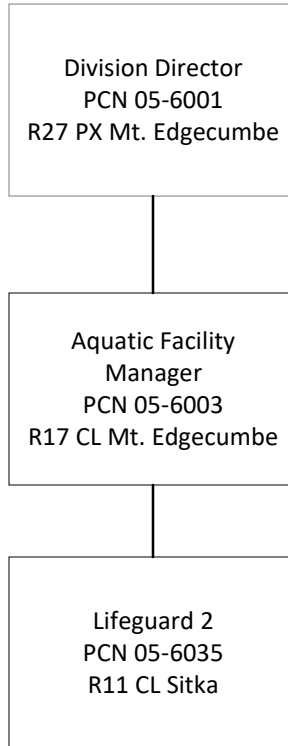 Division Director
PCN 05-6001
R27 PX Mt. Edgecumbe
Aquatic Facility
Manager
PCN 05-6003
R17 CL Mt. Edgecumbe
Lifeguard 2
PCN 05-6035
R11 CL Sitka